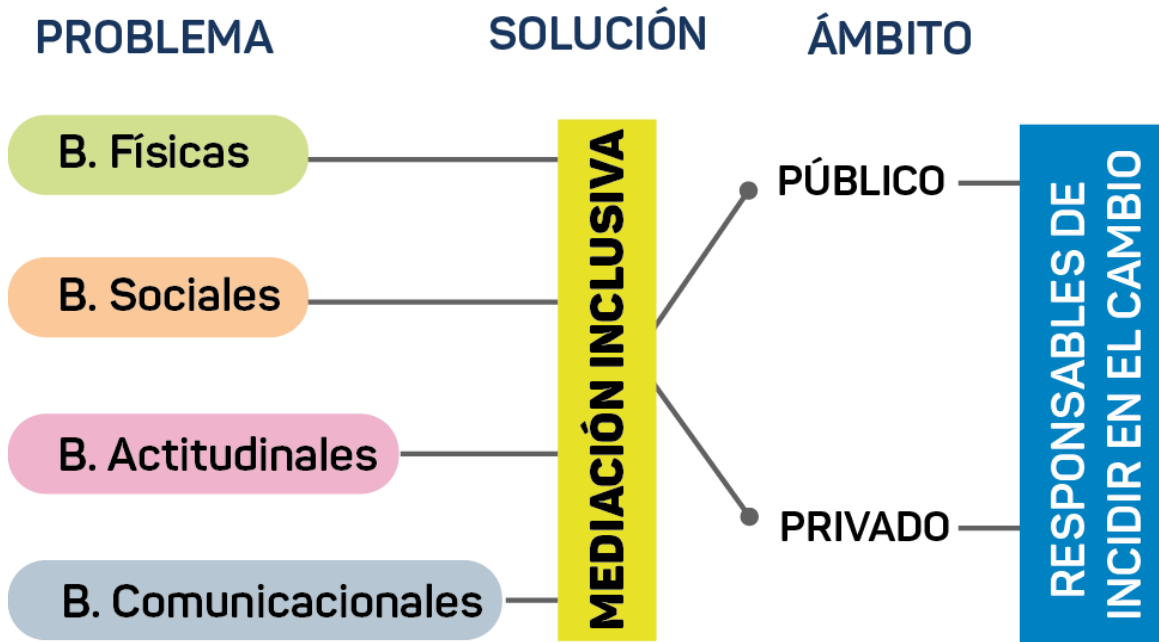 PROBLEMA
SOLUCIÓN
ÁMBITO
B. Físicas
B. Sociales
B. Actitudinales
B. Comunicacionales
MEDIACIÓN INCLUSIVA
PÚBLICO
PRIVADO
RESPONSABLES DE
INCIDIR EN EL CAMBIO